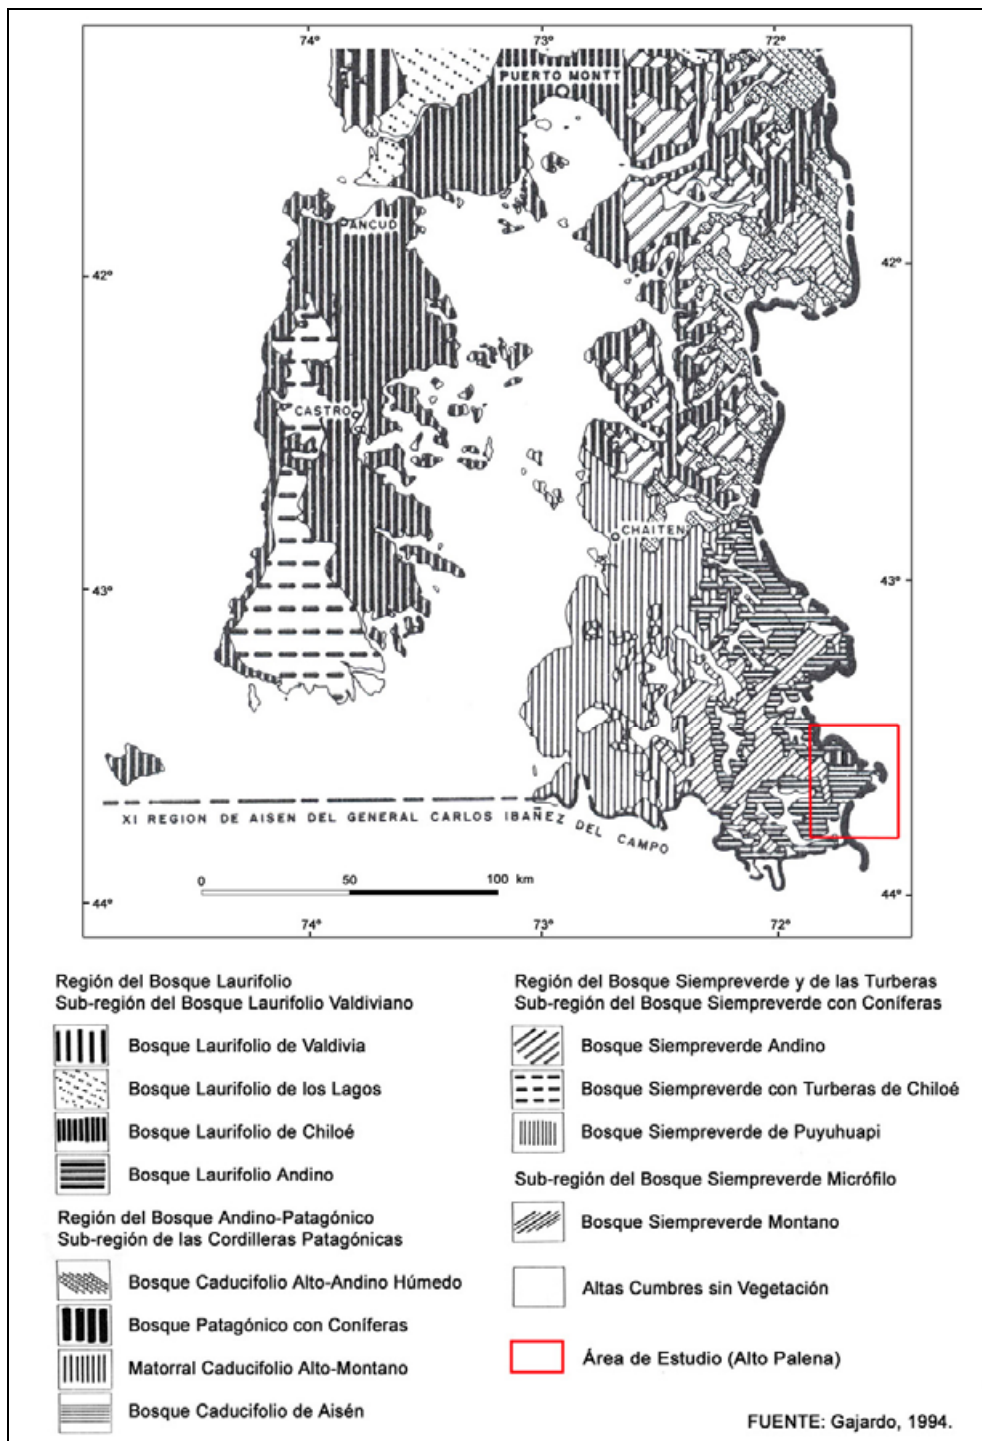 74°
73°
72°
PUERTO MONTT
ANCUD
42°
42°
CASTRO
CHAITEN
43°
43°
XI REGION DE AISEN DEL GENERAL CARLOS IBAÑEZ DEL CAMPO
0 50 100 km
44°
44°
74°
73°
72°
Región del Bosque Laurifolio
Sub-región del Bosque Laurifolio Valdiviano
Bosque Laurifolio de Valdivia
Bosque Laurifolio de los Lagos
Bosque Laurifolio de Chiloé
Bosque Laurifolio Andino
Región del Bosque Andino-Patagónico
Sub-región de las Cordilleras Patagónicas
Bosque Caducifolio Alto-Andino Húmedo
Bosque Patagónico con Coníferas
Matorral Caducifolio Alto-Montano
Bosque Caducifolio de Aisén
Región del Bosque Siempreverde y de las Turberas
Sub-región del Bosque Siempreverde con Coníferas
Bosque Siempreverde Andino
Bosque Siempreverde con Turberas de Chiloé
Bosque Siempreverde de Puyuhuapi
Sub-región del Bosque Siempreverde Micrófilo
Bosque Siempreverde Montano
Altas Cumbres sin Vegetación
Área de Estudio (Alto Palena)
FUENTE: Gajardo, 1994.